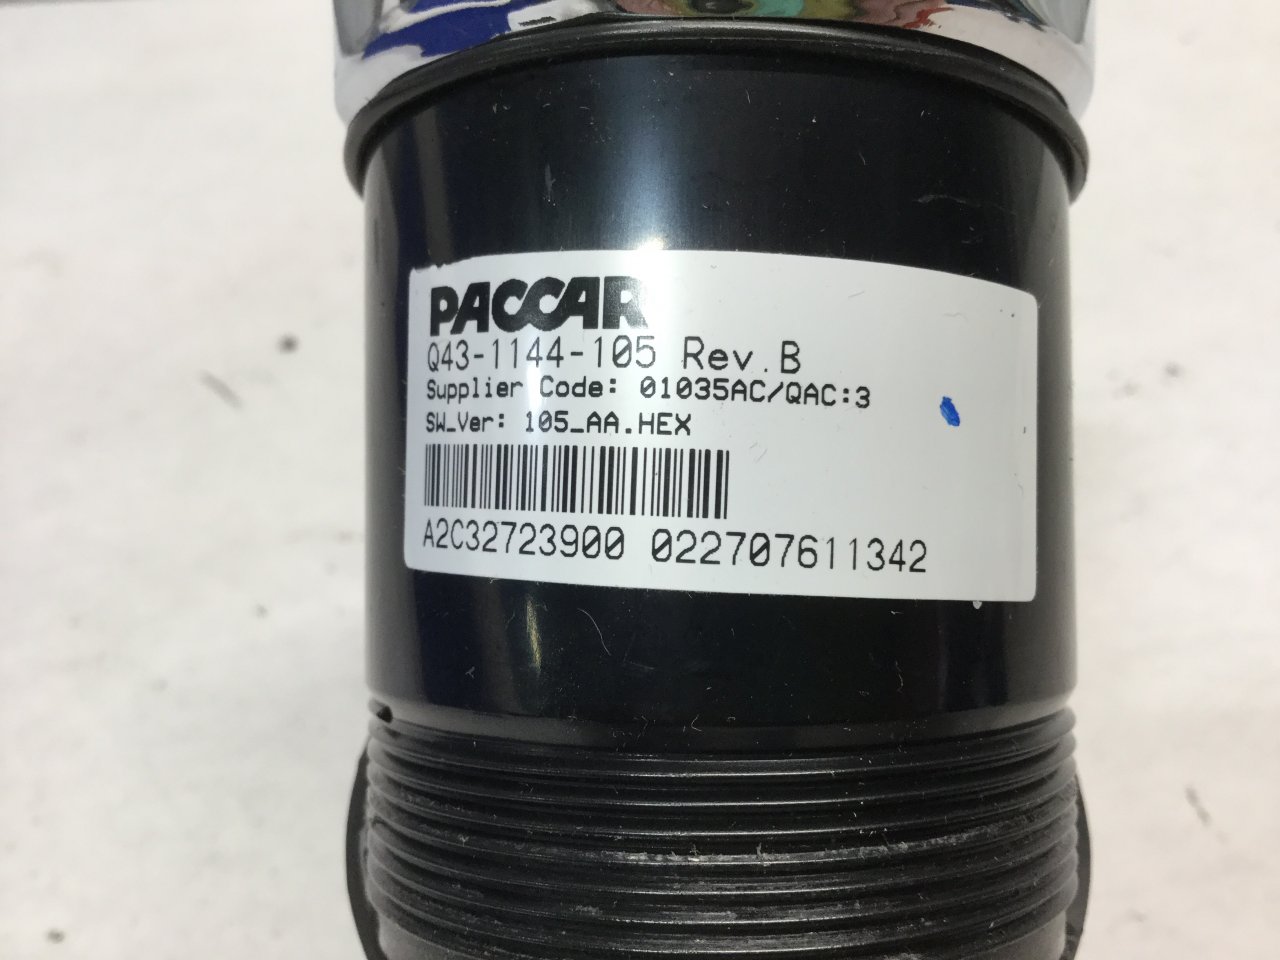 PACCAR
Q43-1144-105 Rev.B
Supplier Code: 01035AC/QAC:3
SW_Ver: 105_AA.HEX
A2C32723900 022707611342